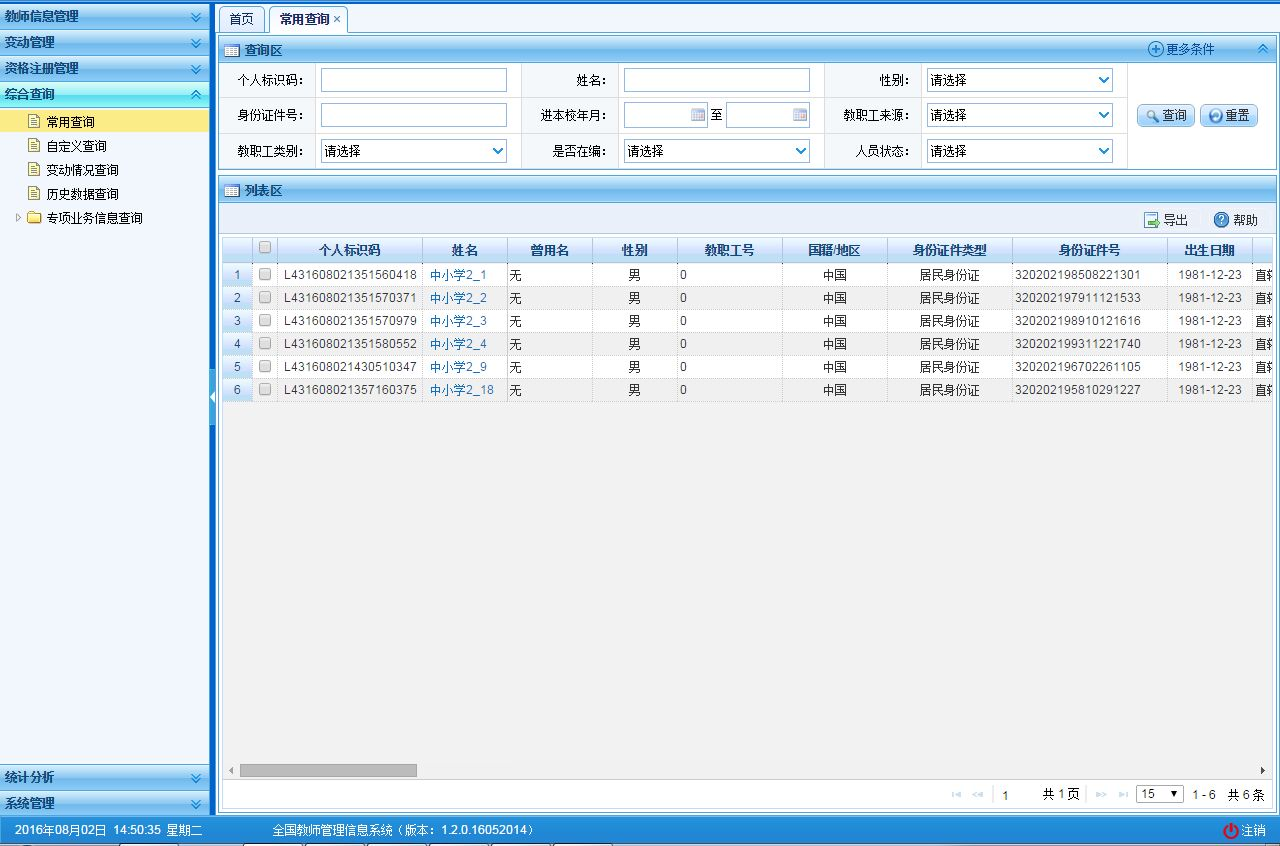 教师信息管理
变动管理
资格注册管理
综合查询
常用查询
自定义查询
变动情况查询
历史数据查询
专项业务信息查询
统计分析
系统管理
首页 常用查询 ×
查询区 更多条件
个人标识码： 姓名： 性别： 请选择
身份证件号： 进本校年月： 至 教职工来源： 请选择 查询 重置
教职工类别： 请选择 是否在编： 请选择 人员状态： 请选择
列表区
导出 帮助
个人标识码 姓名 曾用名 性别 教职工号 国籍/地区 身份证件类型 身份证件号 出生日期
1 L431608021351560418 中小学2_1 无 男 0 中国 居民身份证 320202198508221301 1981-12-23 直
2 L431608021351570371 中小学2_2 无 男 0 中国 居民身份证 320202197911121533 1981-12-23 直
3 L431608021351570979 中小学2_3 无 男 0 中国 居民身份证 320202198910121616 1981-12-23 直
4 L431608021351580552 中小学2_4 无 男 0 中国 居民身份证 320202199311221740 1981-12-23 直
5 L431608021430510347 中小学2_9 无 男 0 中国 居民身份证 320202196702261105 1981-12-23 直
6 L431608021357160375 中小学2_18 无 男 0 中国 居民身份证 320202195810291227 1981-12-23 直
1 共 1 页 15 1 - 6 共 6 条
2016年08月02日 14:50:35 星期二 全国教师管理信息系统（版本：1.2.0.16052014） 注销